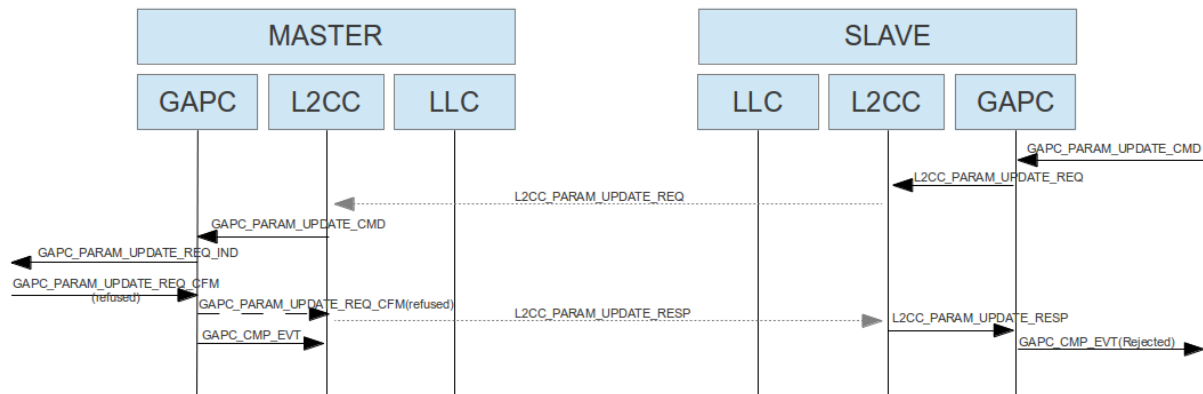 MASTER
SLAVE
GAPC
L2CC
LLC
LLC
L2CC
GAPC
GAPC_PARAM_UPDATE_CMD
L2CC_PARAM_UPDATE_REQ
L2CC_PARAM_UPDATE_REQ
GAPC_PARAM_UPDATE_CMD
GAPC_PARAM_UPDATE_REQ_IND
GAPC_PARAM_UPDATE_REQ_CFM
(refused)
GAPC_PARAM_UPDATE_REQ_CFM(refused)
L2CC_PARAM_UPDATE_RESP
L2CC_PARAM_UPDATE_RESP
GAPC_CMP_EVT
GAPC_CMP_EVT(Rejected)